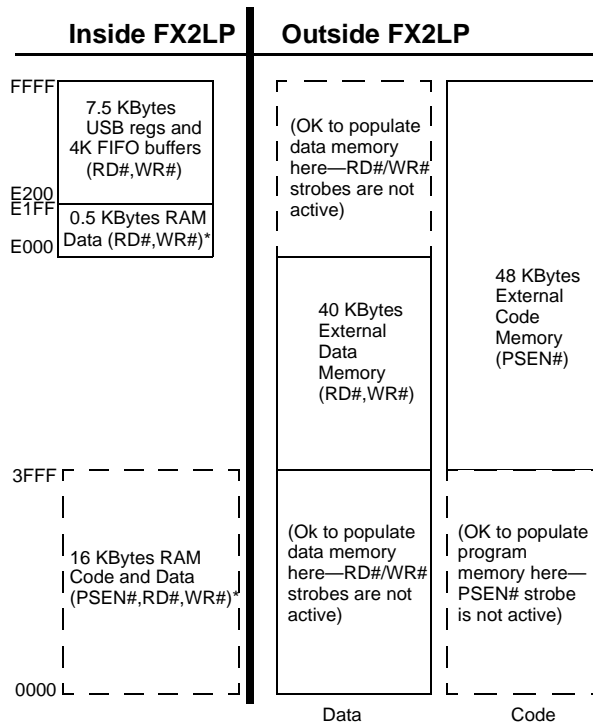 Inside FX2LP
Outside FX2LP
FFFF
7.5 KBytes
USB regs and
4K FIFO buffers
(RD#,WR#)
E200
E1FF
0.5 KBytes RAM
Data (RD#,WR#)*
E000
(OK to populate
data memory
here—RD#/WR#
strobes are not
active)
40 KBytes
External
Data
Memory
(RD#,WR#)
48 KBytes
External
Code
Memory
(PSEN#)
3FFF
16 KBytes RAM
Code and Data
(PSEN#,RD#,WR#)*
(Ok to populate
data memory
here—RD#/WR#
strobes are not
active)
(OK to populate
program
memory here—
PSEN# strobe
is not active)
0000
Data
Code